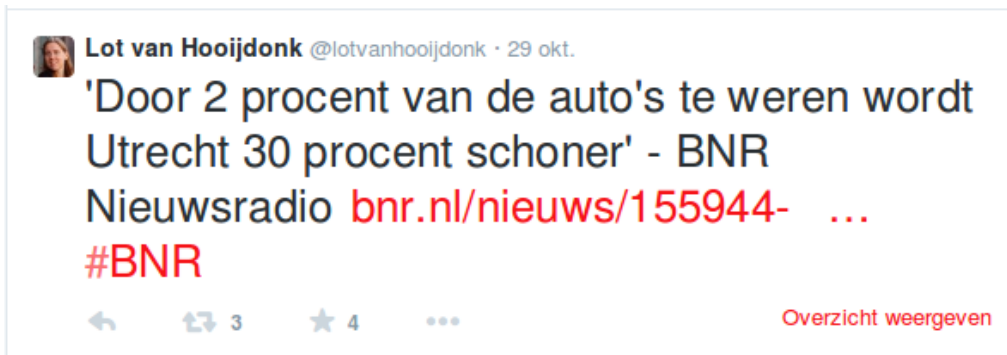 Lot van Hooijdonk @lotvanhooijdonk · 29 okt.
'Door 2 procent van de auto's te weren wordt
Utrecht 30 procent schoner' - BNR
Nieuwsradio bnr.nl/nieuws/155944- ...
#BNR
3 4 Overzicht weergeven